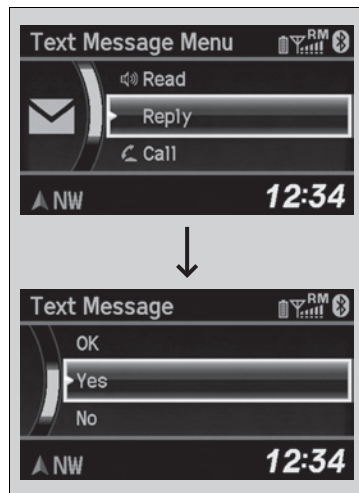 Text Message Menu RM
Read
Reply
Call
NW 12:34
Text Message RM
OK
Yes
No
NW 12:34